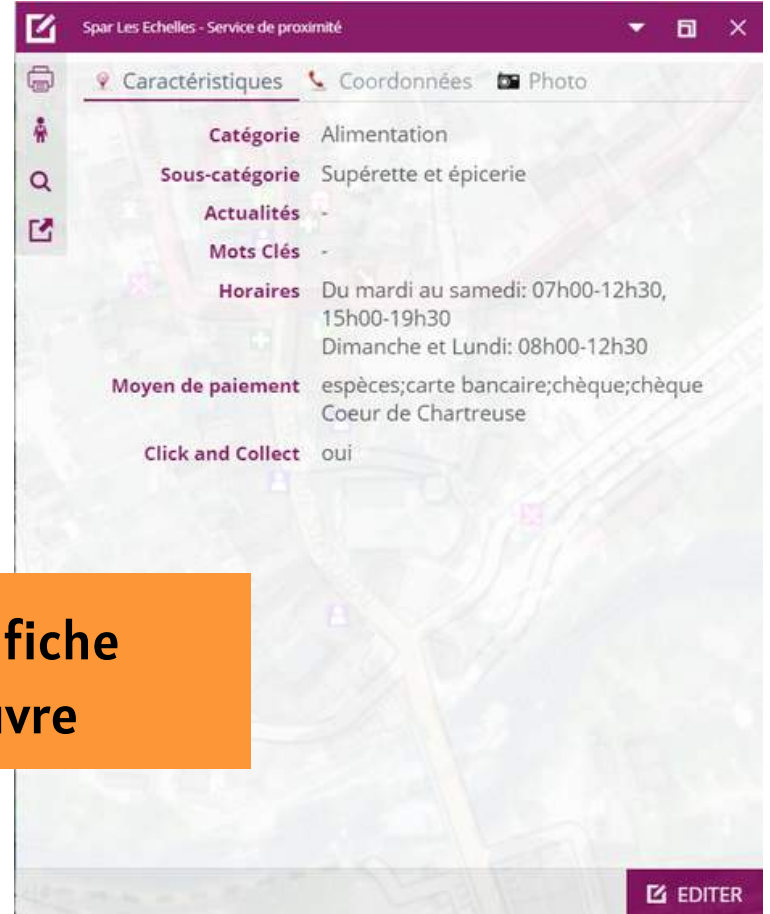 Spar Les Echelles - Service de proximité
Caractéristiques Coordonnées Photo
Catégorie Alimentation
Sous-catégorie Supérette et épicerie
Actualités -
Mots Clés -
Horaires Du mardi au samedi: 07h00-12h30,
15h00-19h30
Dimanche et Lundi: 08h00-12h30
Moyen de paiement espèces;carte bancaire;chèque;chèque
Coeur de Chartreuse
Click and Collect oui
fiche
uvre
EDITER